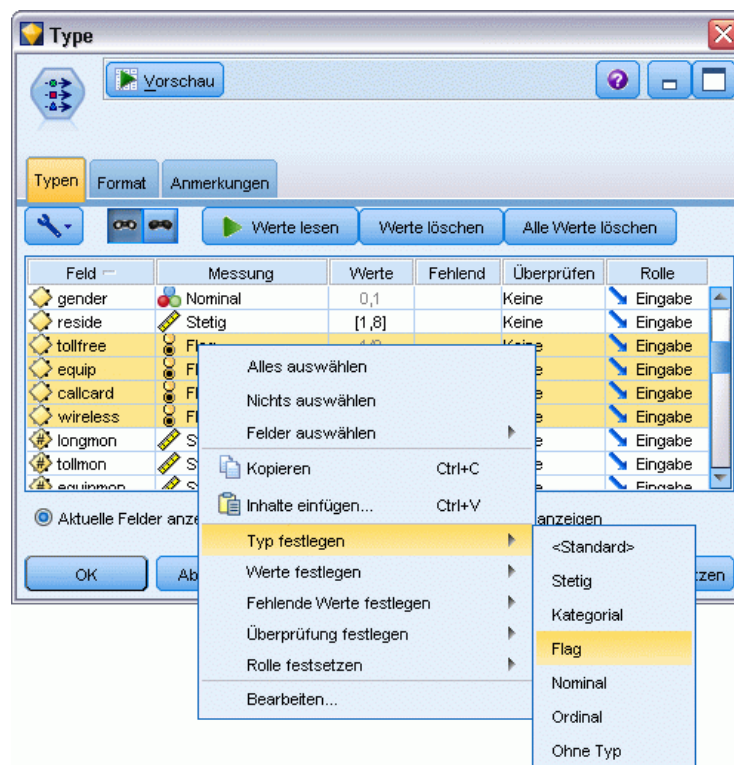 Type
Vorschau
Typen Format Anmerkungen
Werte lesen Werte löschen Alle Werte löschen
Feld Messung Werte Fehlend Überprüfen Rolle
gender Nominal 0,1 Keine Eingabe
reside Stetig [1,8] Keine Eingabe
tollfree Eingabe
equip Eingabe
callcard Eingabe
wireless Eingabe
longmon Eingabe
tollmon Eingabe
Alles auswählen
Nichts auswählen
Felder auswählen
Kopieren Ctrl+C
Inhalte einfügen... Ctrl+V
Typ festlegen
Werte festlegen
Fehlende Werte festlegen
Überprüfung festlegen
Rolle festsetzen
Bearbeiten...
Aktuelle Felder anzeigen
OK
<Standard>
Stetig
Kategorial
Flag
Nominal
Ordinal
Ohne Typ